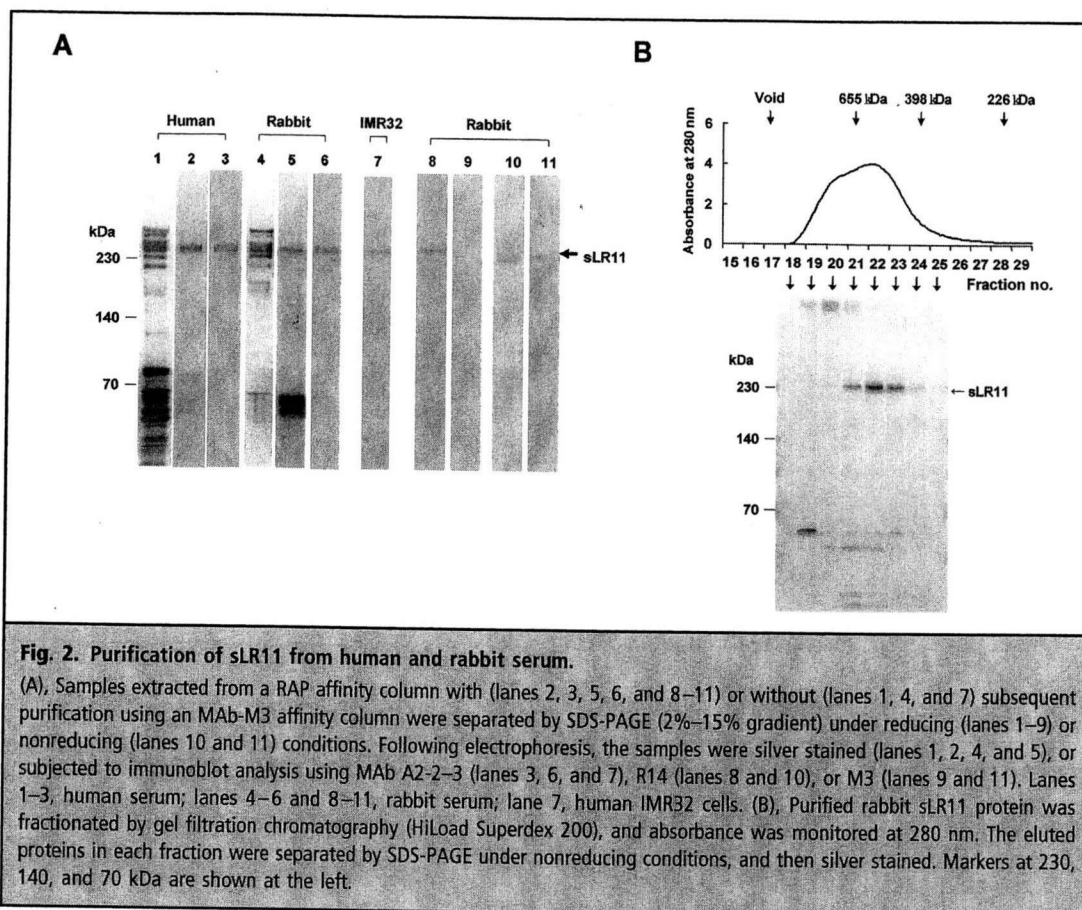 A
Human Rabbit IMR32 Rabbit
1 2 3 4 5 6 7 8 9 10 11
kDa
230
140
70
sLR11
B
Void 655 kDa 398 kDa 226 kDa
Absorbance at 280 nm
6
4
2
0
15 16 17 18 19 20 21 22 23 24 25 26 27 28 29
Fraction no.
kDa
230
140
70
sLR11
Fig. 2. Purification of sLR11 from human and rabbit serum.
(A), Samples extracted from a RAP affinity column with (lanes 2, 3, 5, 6, and 8–11) or without (lanes 1, 4, and 7) subsequent
purification using an MAb-M3 affinity column were separated by SDS-PAGE (2%–15% gradient) under reducing (lanes 1–9) or
nonreducing (lanes 10 and 11) conditions. Following electrophoresis, the samples were silver stained (lanes 1, 2, 4, and 5), or
subjected to immunoblot analysis using MAb A2-2–3 (lanes 3, 6, and 7), R14 (lanes 8 and 10), or M3 (lanes 9 and 11). Lanes
1–3, human serum; lanes 4–6 and 8–11, rabbit serum; lane 7, human IMR32 cells. (B), Purified rabbit sLR11 protein was
fractionated by gel filtration chromatography (HiLoad Superdex 200), and absorbance was monitored at 280 nm. The eluted
proteins in each fraction were separated by SDS-PAGE under nonreducing conditions, and then silver stained. Markers at 230,
140, and 70 kDa are shown at the left.